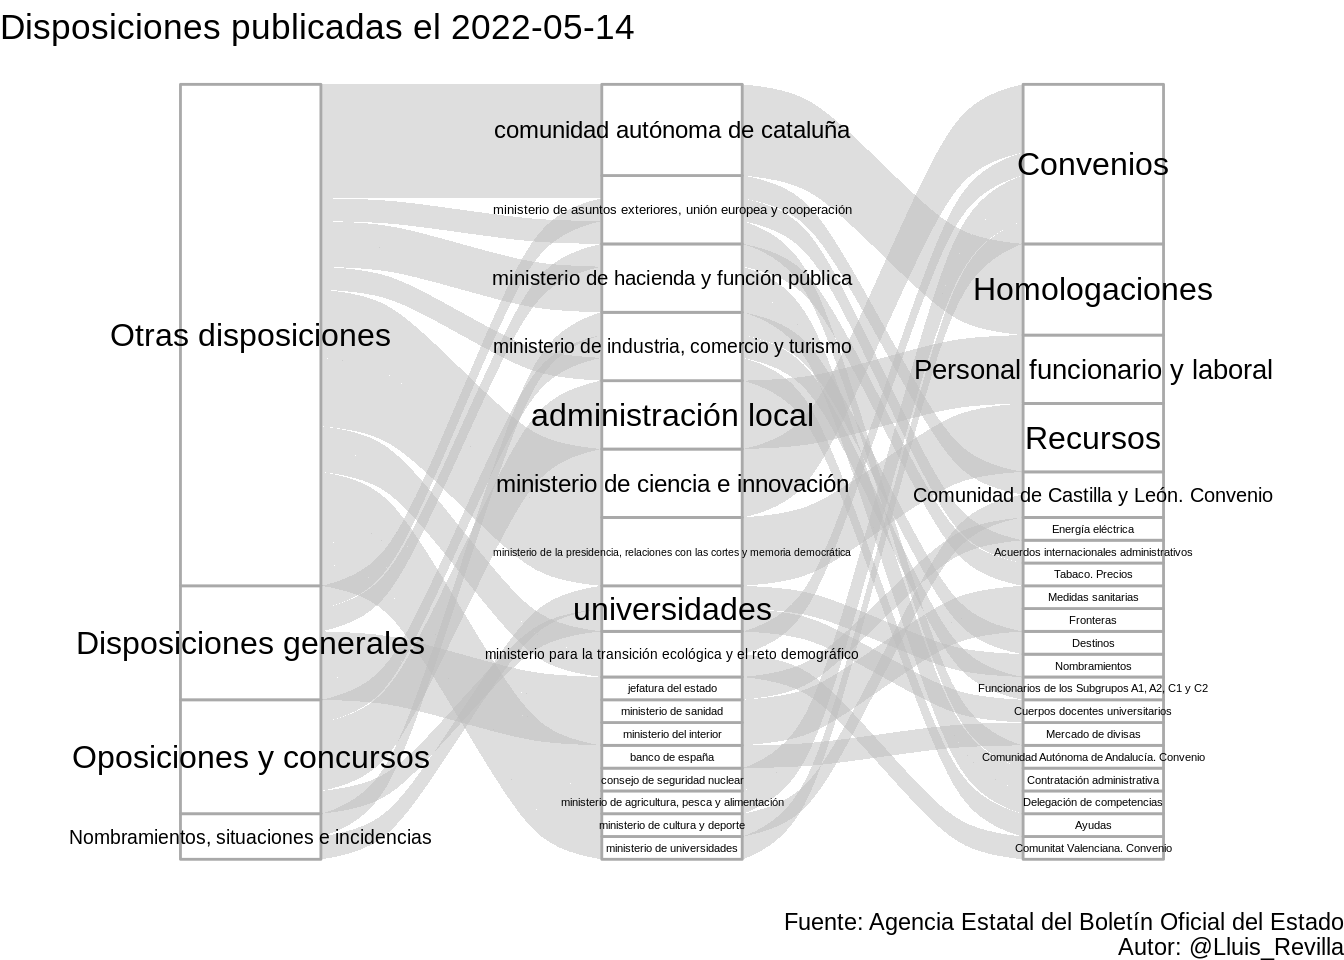 Disposiciones publicadas el 2022-05-14
Otras disposiciones
Disposiciones generales
Oposiciones y concursos
Nombramientos, situaciones e incidencias
comunidad autónoma de cataluña
ministerio de asuntos exteriores, unión europea y cooperación
ministerio de hacienda y función pública
ministerio de industria, comercio y turismo
administración local
ministerio de ciencia e innovación
ministerio de la presidencia, relaciones con las cortes y memoria democrática
universidades
ministerio para la transición ecológica y el reto demográfico
jefatura del estado
ministerio de sanidad
ministerio del interior
banco de españa
consejo de seguridad nuclear
ministerio de agricultura, pesca y alimentación
ministerio de cultura y deporte
ministerio de universidades
Convenios
Homologaciones
Personal funcionario y laboral
Recursos
Comunidad de Castilla y León. Convenio
Energía eléctrica
Acuerdos internacionales administrativos
Tabaco. Precios
Medidas sanitarias
Fronteras
Destinos
Nombramientos
Funcionarios de los Subgrupos A1, A2, C1 y C2
Cuerpos docentes universitarios
Mercado de divisas
Comunidad Autónoma de Andalucía. Convenio
Contratación administrativa
Delegación de competencias
Ayudas
Comunitat Valenciana. Convenio
Fuente: Agencia Estatal del Boletín Oficial del Estado
Autor: @Lluis_Revilla